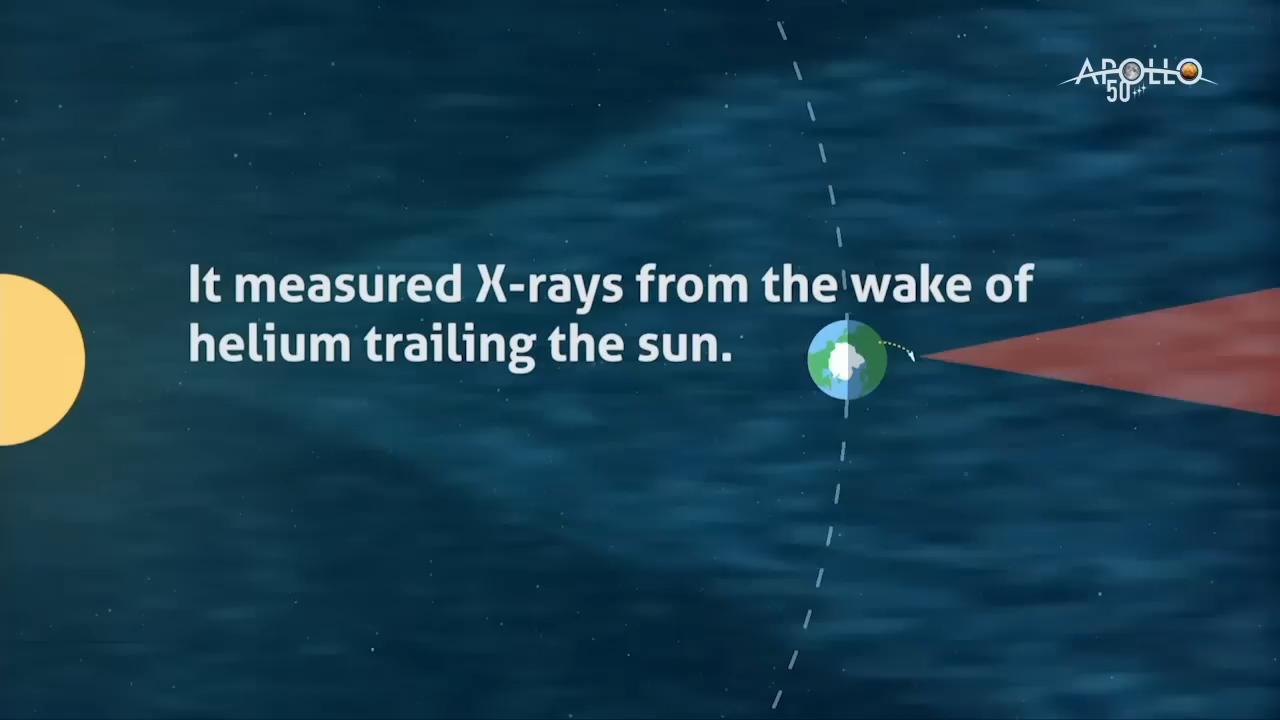 APOLLO
50
It measured X-rays from the wake of
helium trailing the sun.